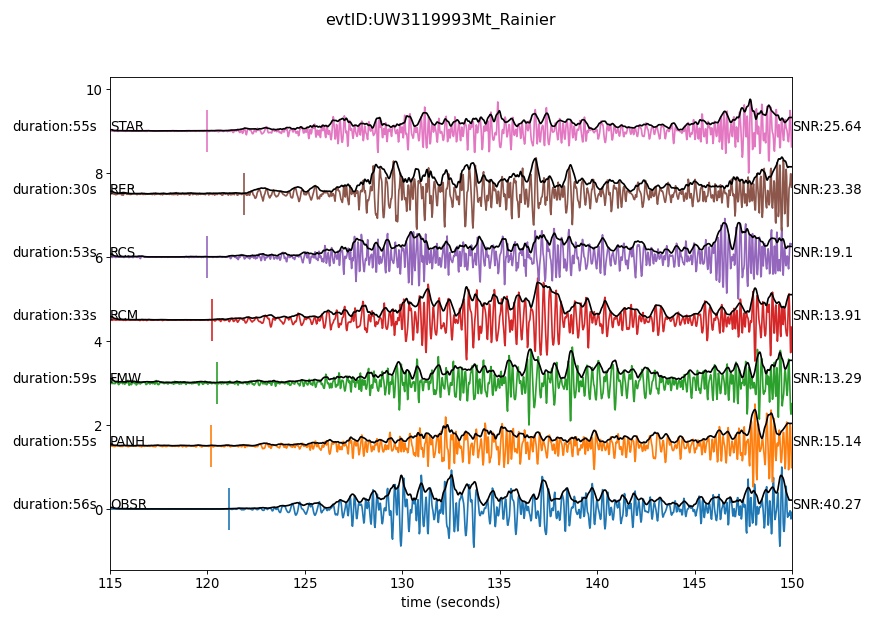 evtID:UW3119993Mt_Rainier
10
duration:55s STAR SNR:25.64
8
duration:30s RER SNR:23.38
duration:53s RCS SNR:19.1
6
duration:33s RCM SNR:13.91
4
duration:59s FMW SNR:13.29
2
duration:55s PANH SNR:15.14
duration:56s OBSR SNR:40.27
0
115 120 125 130 135 140 145 150
time (seconds)